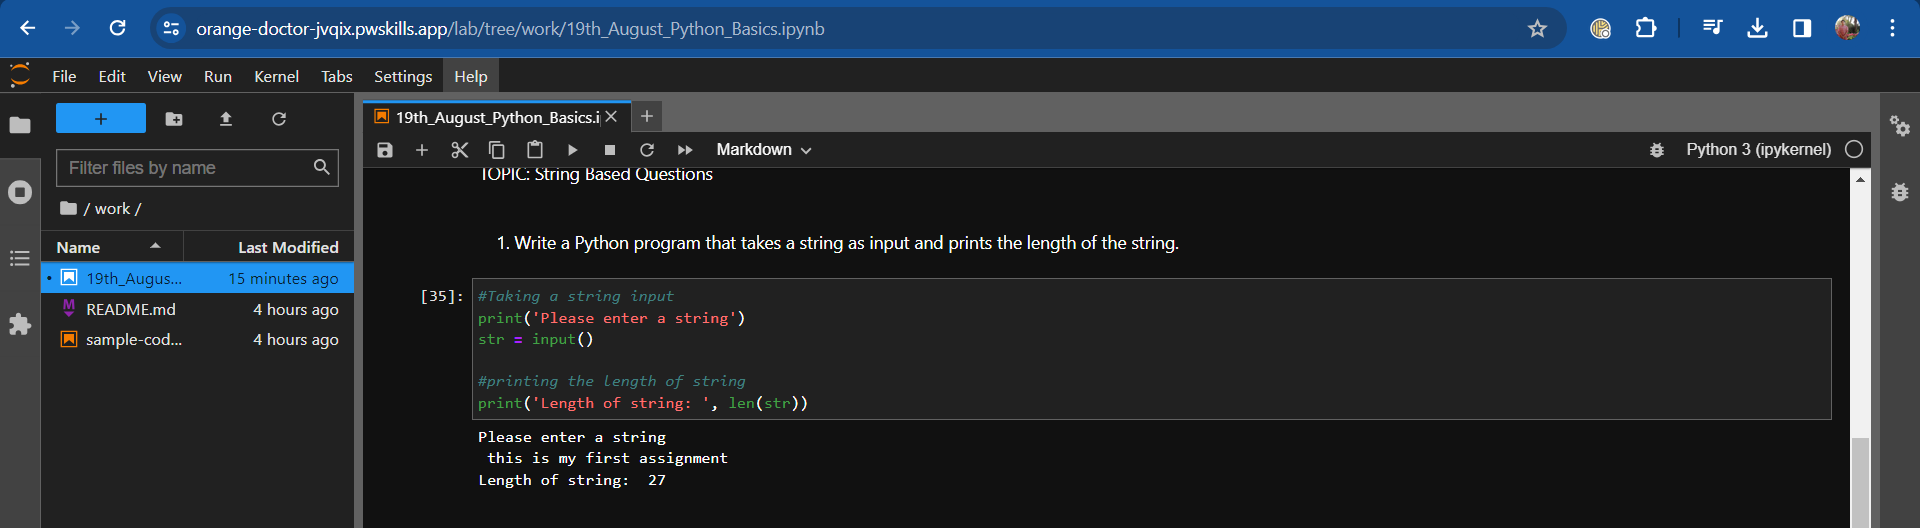 orange-doctor-jvqix.pwskills.app/lab/tree/work/19th_August_Python_Basics.ipynb
File Edit View Run Kernel Tabs Settings Help
+
Filter files by name
/ work /
Name Last Modified
19th_Augus... 15 minutes ago
README.md 4 hours ago
sample-cod... 4 hours ago
19th_August_Python_Basics.i
Markdown Python 3 (ipykernel)
TOPIC: String Based Questions
1. Write a Python program that takes a string as input and prints the length of the string.
[35]: #Taking a string input
print('Please enter a string')
str = input()
#printing the length of string
print('Length of string: ', len(str))
Please enter a string
this is my first assignment
Length of string:  27